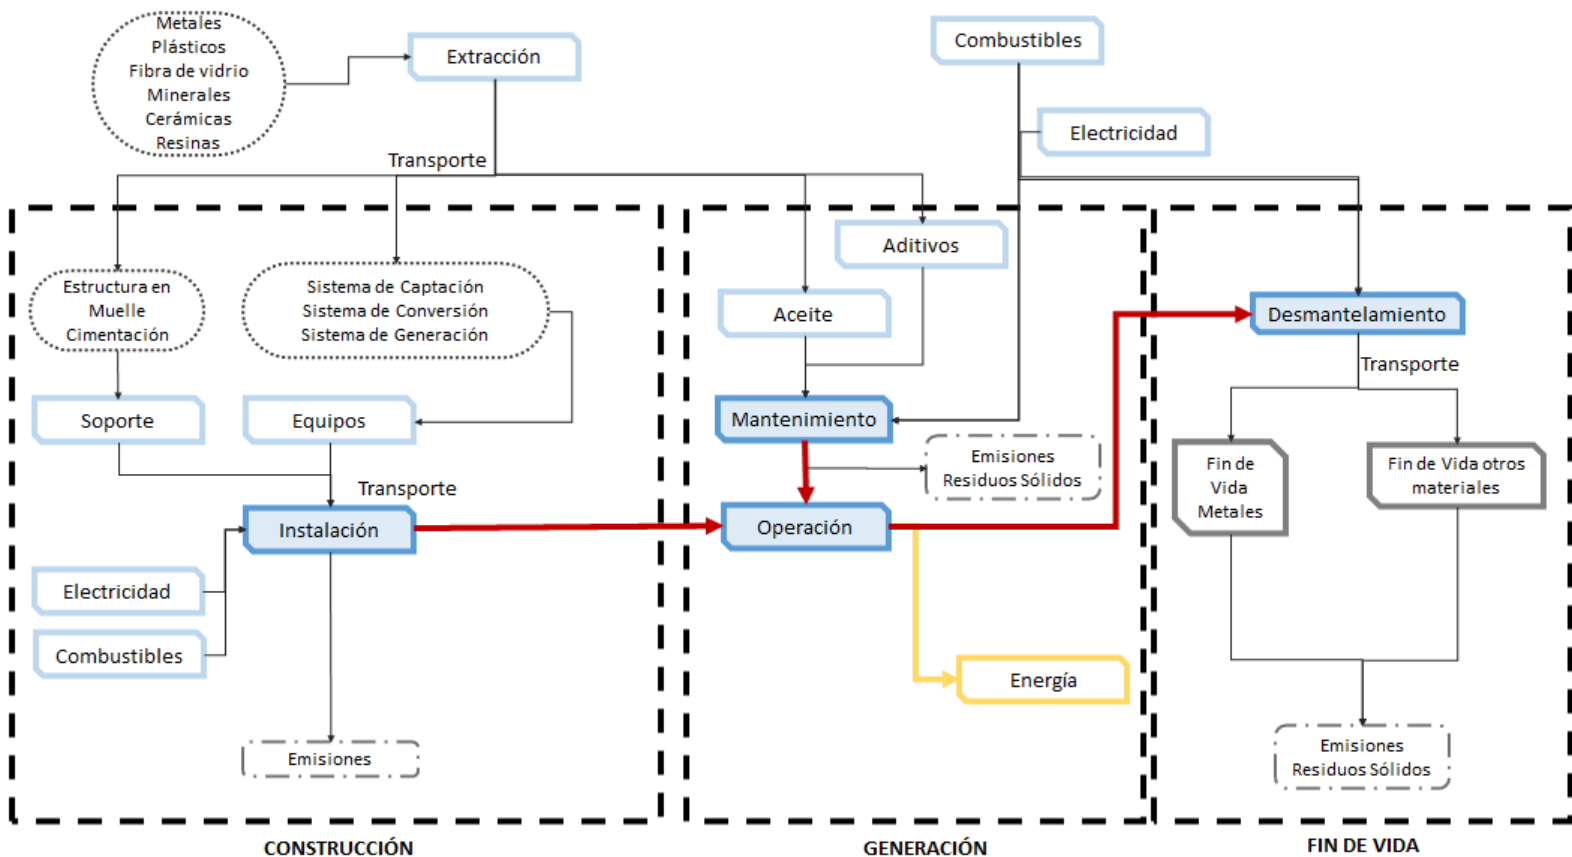 Metales
Plásticos
Fibra de vidrio
Minerales
Cerámicas
Resinas
Extracción
Combustibles
Electricidad
Transporte
Estructura en
Muelle
Cimentación
Sistema de Captación
Sistema de Conversión
Sistema de Generación
Soporte
Equipos
Transporte
Instalación
Electricidad
Combustibles
Emisiones
CONSTRUCCIÓN
Aditivos
Aceite
Mantenimiento
Emisiones
Residuos Sólidos
Operación
Energía
GENERACIÓN
Desmantelamiento
Transporte
Fin de
Vida
Metales
Fin de Vida otros
materiales
Emisiones
Residuos Sólidos
FIN DE VIDA